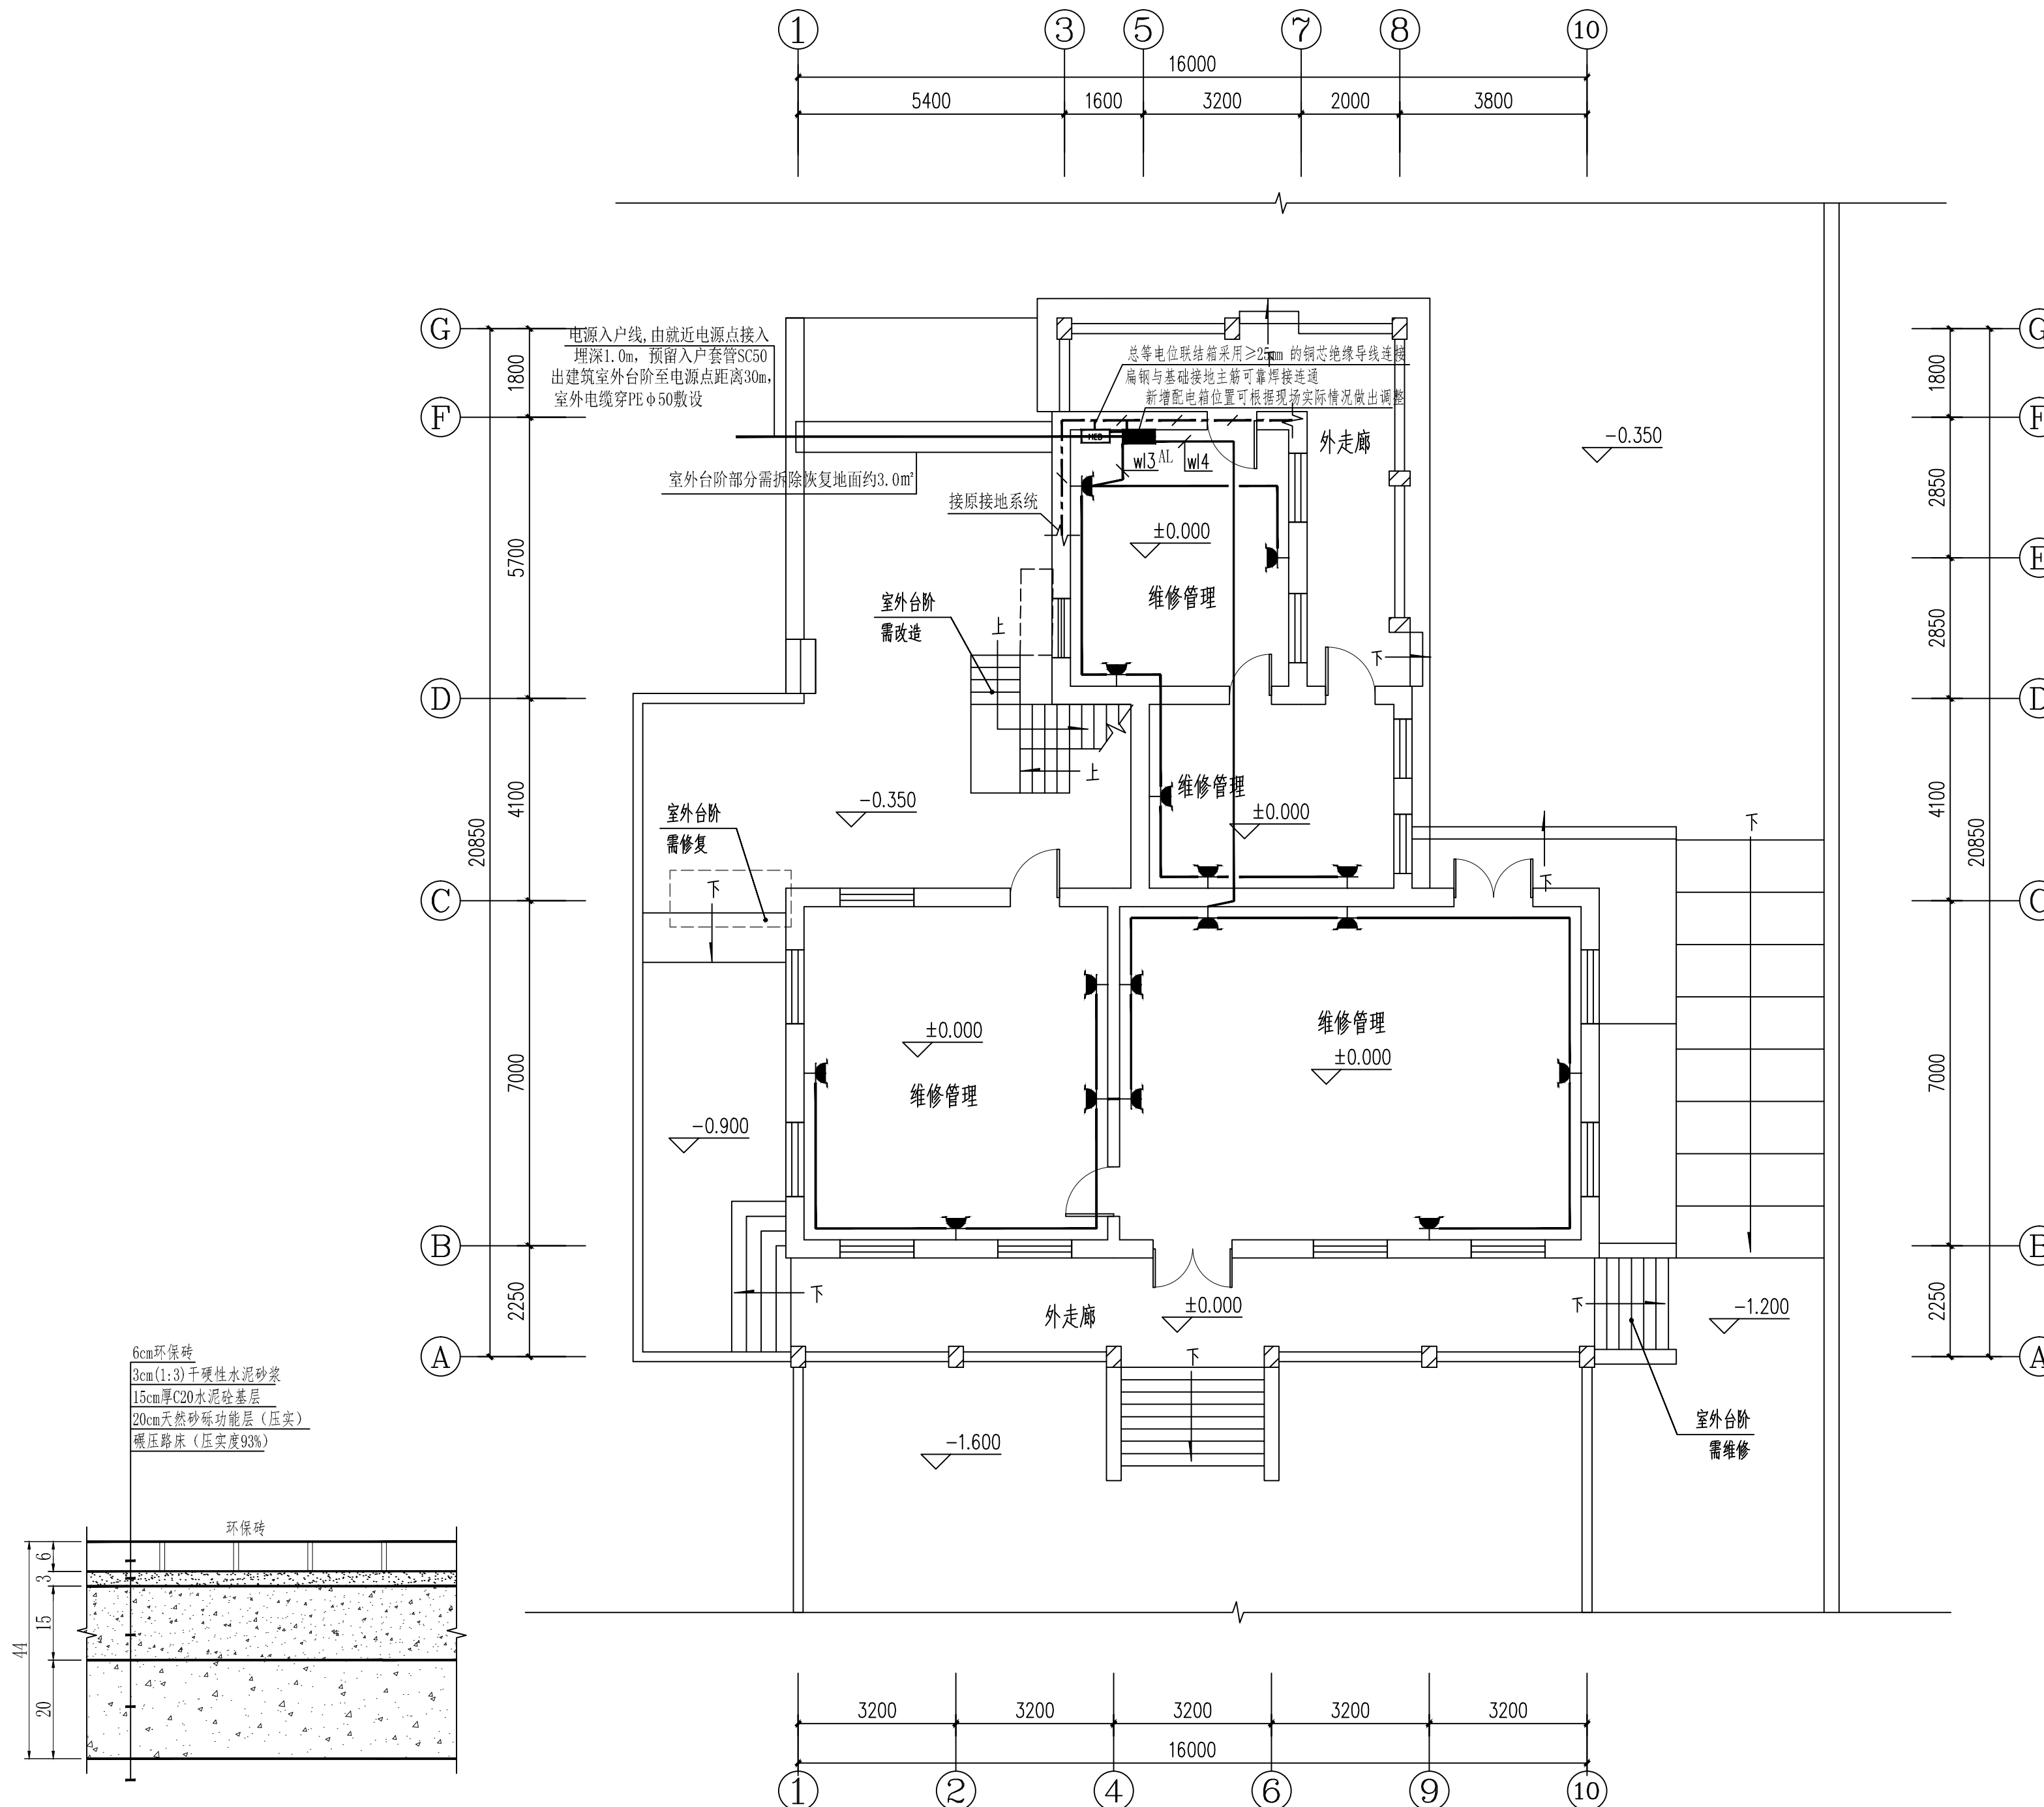 1
3
5
7
8
10
16000
5400
1600
3200
2000
3800
G
F
D
C
B
A
1800
5700
4100
7000
2250
20850
G
F
E
D
C
B
A
1800
2850
2850
4100
7000
2250
20850
电源入户线,由就近电源点接入
埋深1.0m，预留入户套管SC50
出建筑室外台阶至电源点距离30m，
室外电缆穿PEφ50敷设
总等电位联结箱采用≥25mm 的铜芯绝缘导线连接
扁钢与基础接地主筋可靠焊接连通
新增配电箱位置可根据现场实际情况做出调整
下
外走廊
-0.350
MEB
wl3
AL
wl4
室外台阶部分需拆除恢复地面约3.0m²
接原接地系统
±0.000
维修管理
室外台阶
需改造
上
下
上
维修管理
±0.000
-0.350
室外台阶
需修复
下
下
下
±0.000
维修管理
维修管理
±0.000
-0.900
下
外走廊
±0.000
下
-1.200
下
室外台阶
需维修
-1.600
6cm环保砖
3cm(1:3)干硬性水泥砂浆
15cm厚C20水泥砼基层
20cm天然砂砾功能层（压实）
碾压路床（压实度93%）
环保砖
6
3
15
20
44
3200
3200
3200
3200
3200
16000
1
2
4
6
9
10